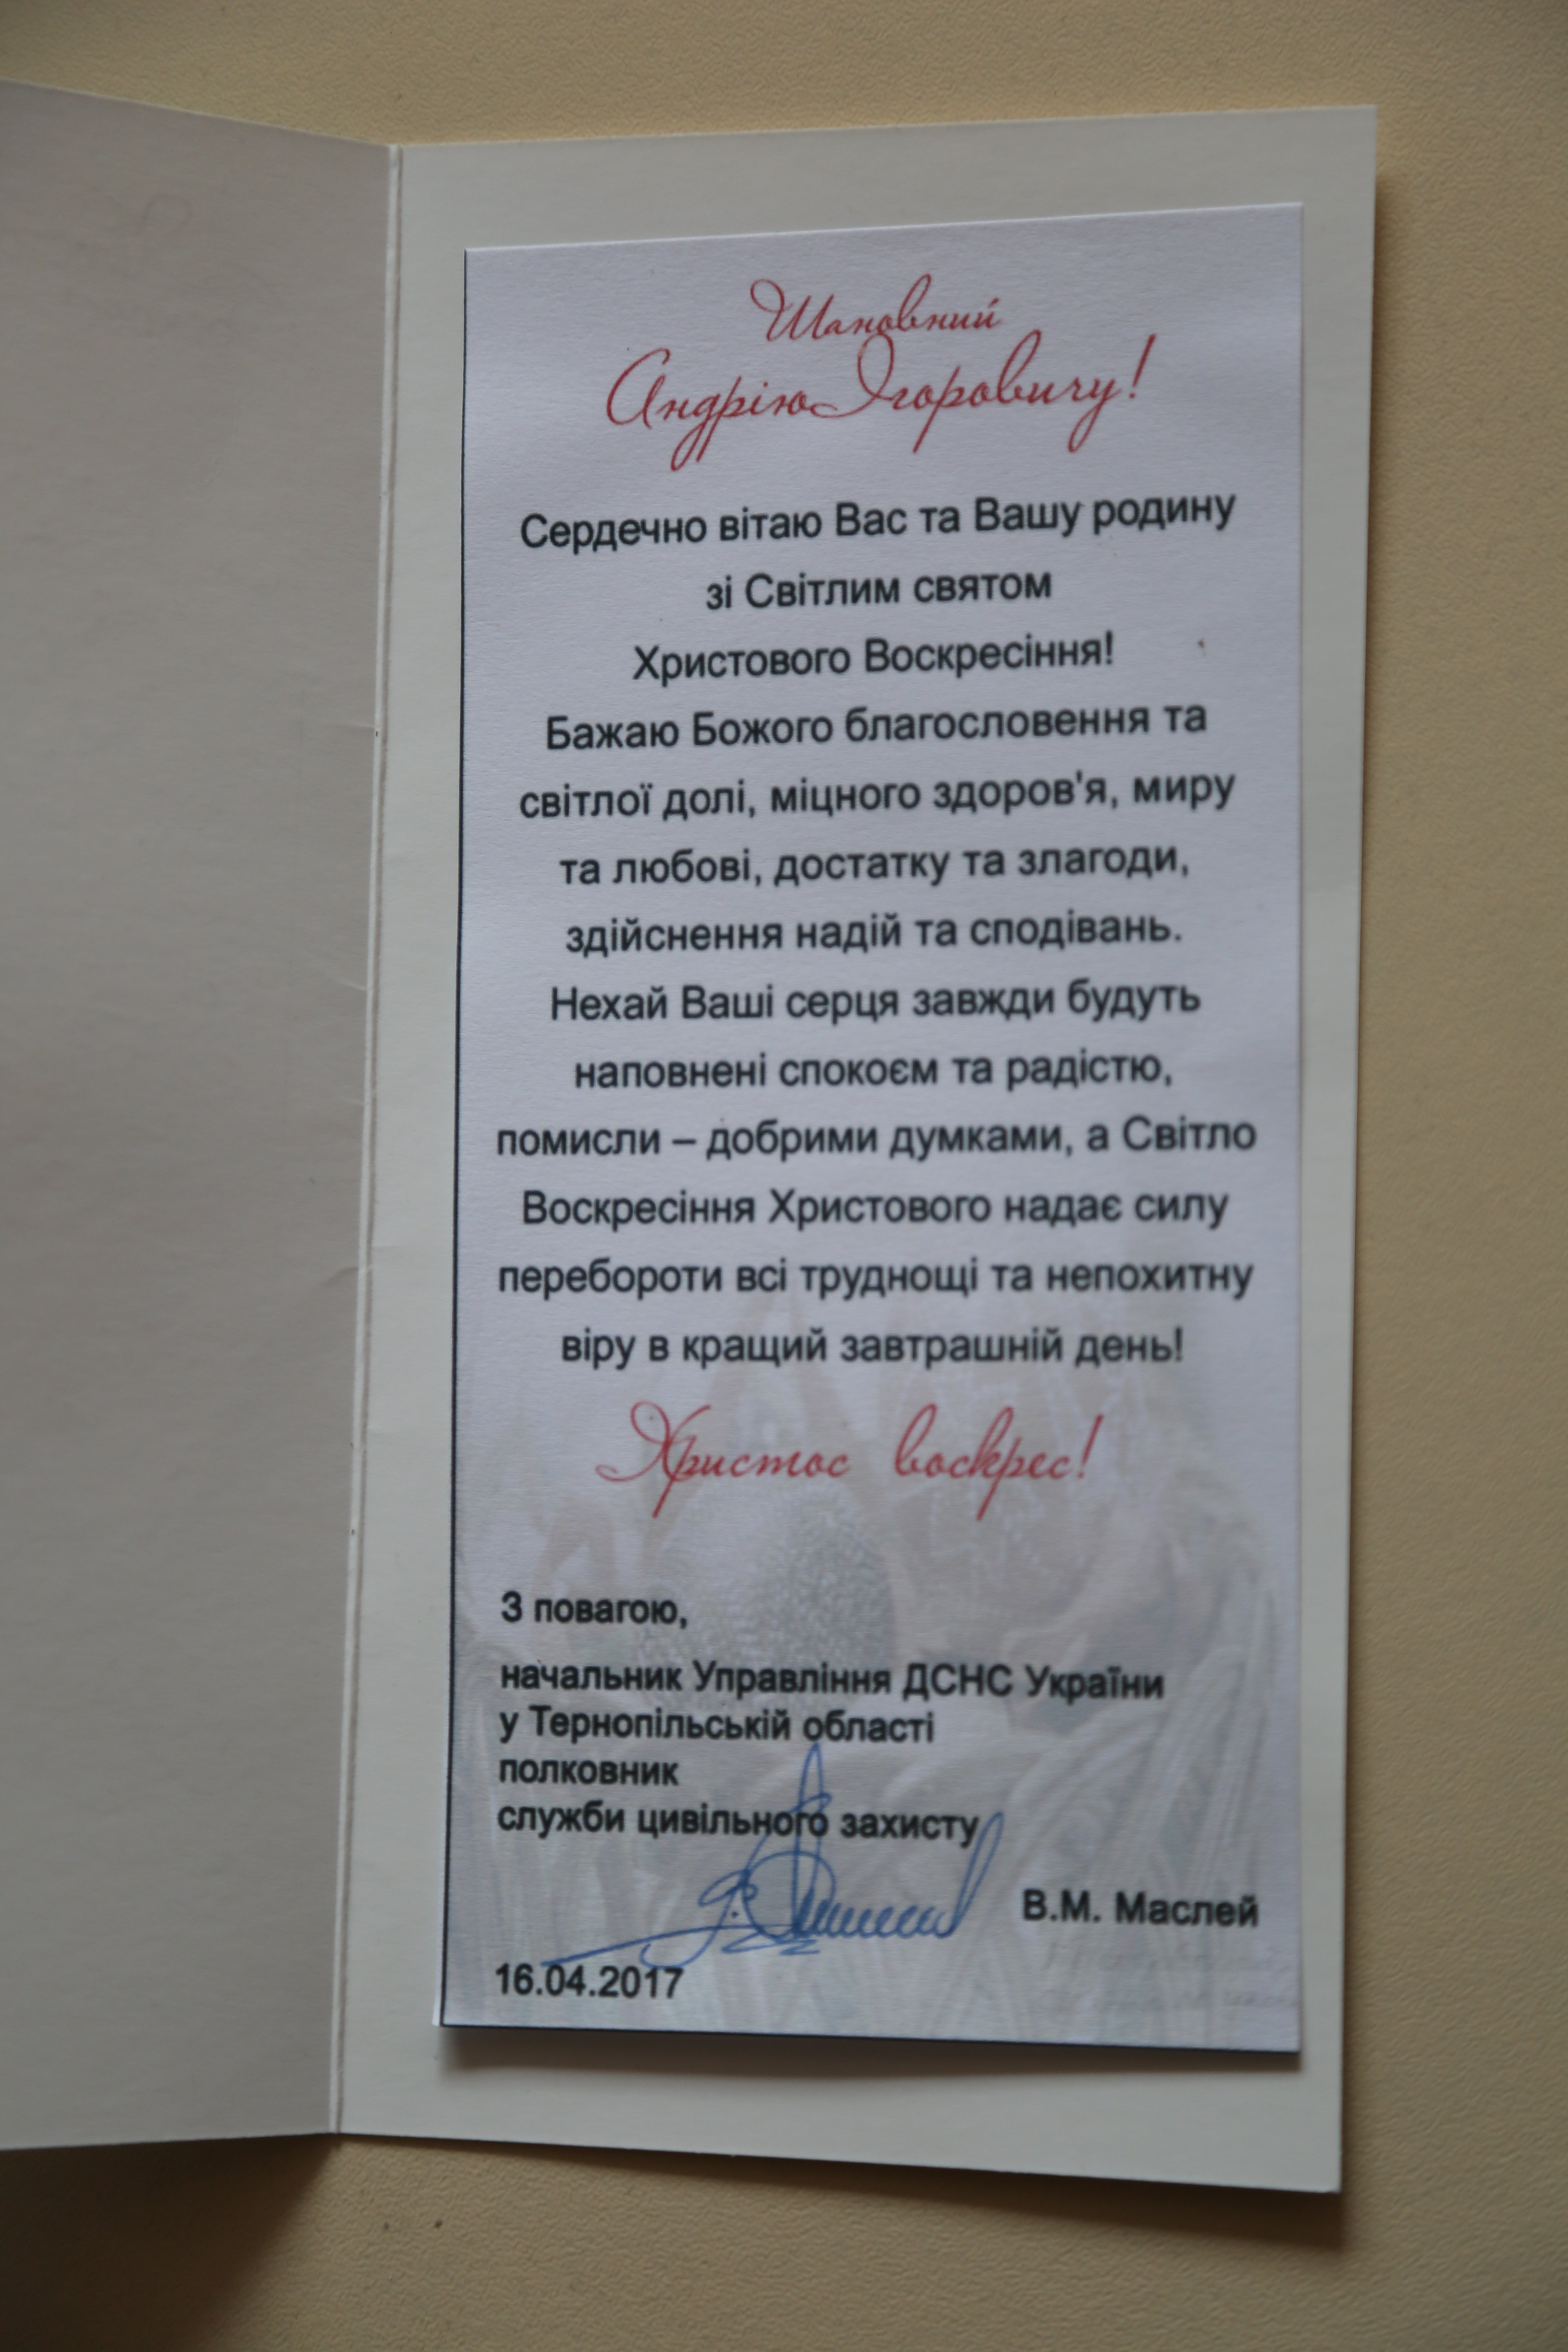 Шановний
Андрію Ігоровичу!
Сердечно вітаю Вас та Вашу родину
зі Світлим святом
Христового Воскресіння!
Бажаю Божого благословення та
світлої долі, міцного здоров'я, миру
та любові, достатку та злагоди,
здійснення надій та сподівань.
Нехай Ваші серця завжди будуть
наповнені спокоєм та радістю,
помисли – добрими думками, а Світло
Воскресіння Христового надає силу
перебороти всі труднощі та непохитну
віру в кращий завтрашній день!
Христос воскрес!
З повагою,
начальник Управління ДСНС України
у Тернопільській області
полковник
служби цивільного захисту
В.М. Маслей
16.04.2017